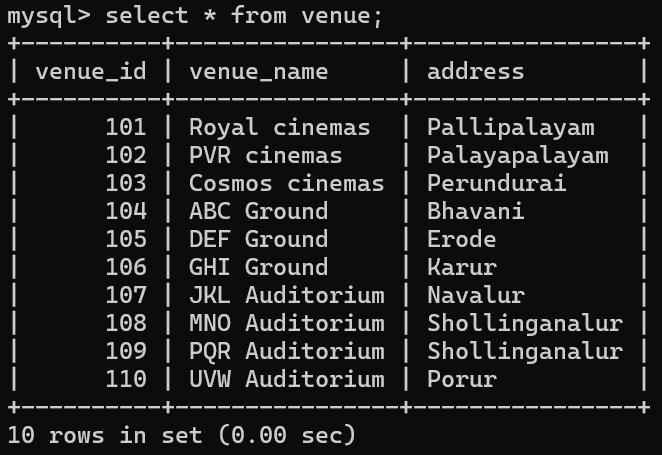 mysql> select * from venue;
+----------+----------------+----------------+
| venue_id | venue_name     | address        |
+----------+----------------+----------------+
|      101 | Royal cinemas  | Pallipalayam   |
|      102 | PVR cinemas    | Palayapalayam  |
|      103 | Cosmos cinemas | Perundurai     |
|      104 | ABC Ground     | Bhavani        |
|      105 | DEF Ground     | Erode          |
|      106 | GHI Ground     | Karur          |
|      107 | JKL Auditorium | Navalur        |
|      108 | MNO Auditorium | Shollinganalur |
|      109 | PQR Auditorium | Shollinganalur |
|      110 | UVW Auditorium | Porur          |
+----------+----------------+----------------+
10 rows in set (0.00 sec)